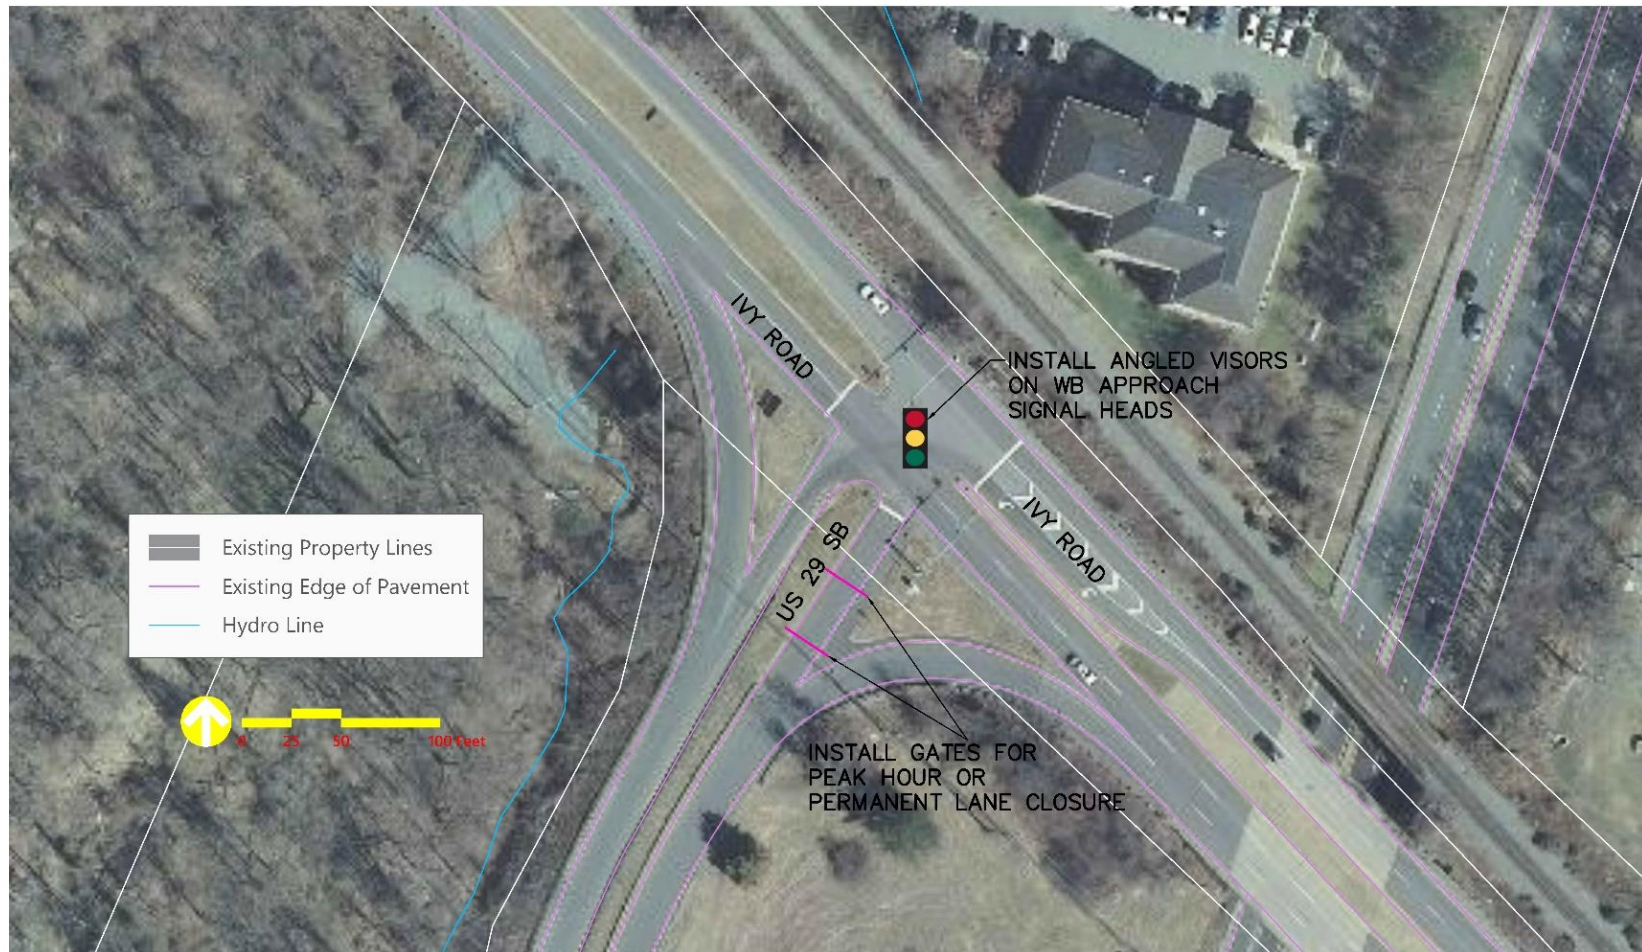 IVY ROAD
INSTALL ANGLED VISORS
ON WB APPROACH
SIGNAL HEADS
IVY ROAD
US 29 SB
Existing Property Lines
Existing Edge of Pavement
Hydro Line
0 25 50 100 Feet
INSTALL GATES FOR
PEAK HOUR OR
PERMANENT LANE CLOSURE